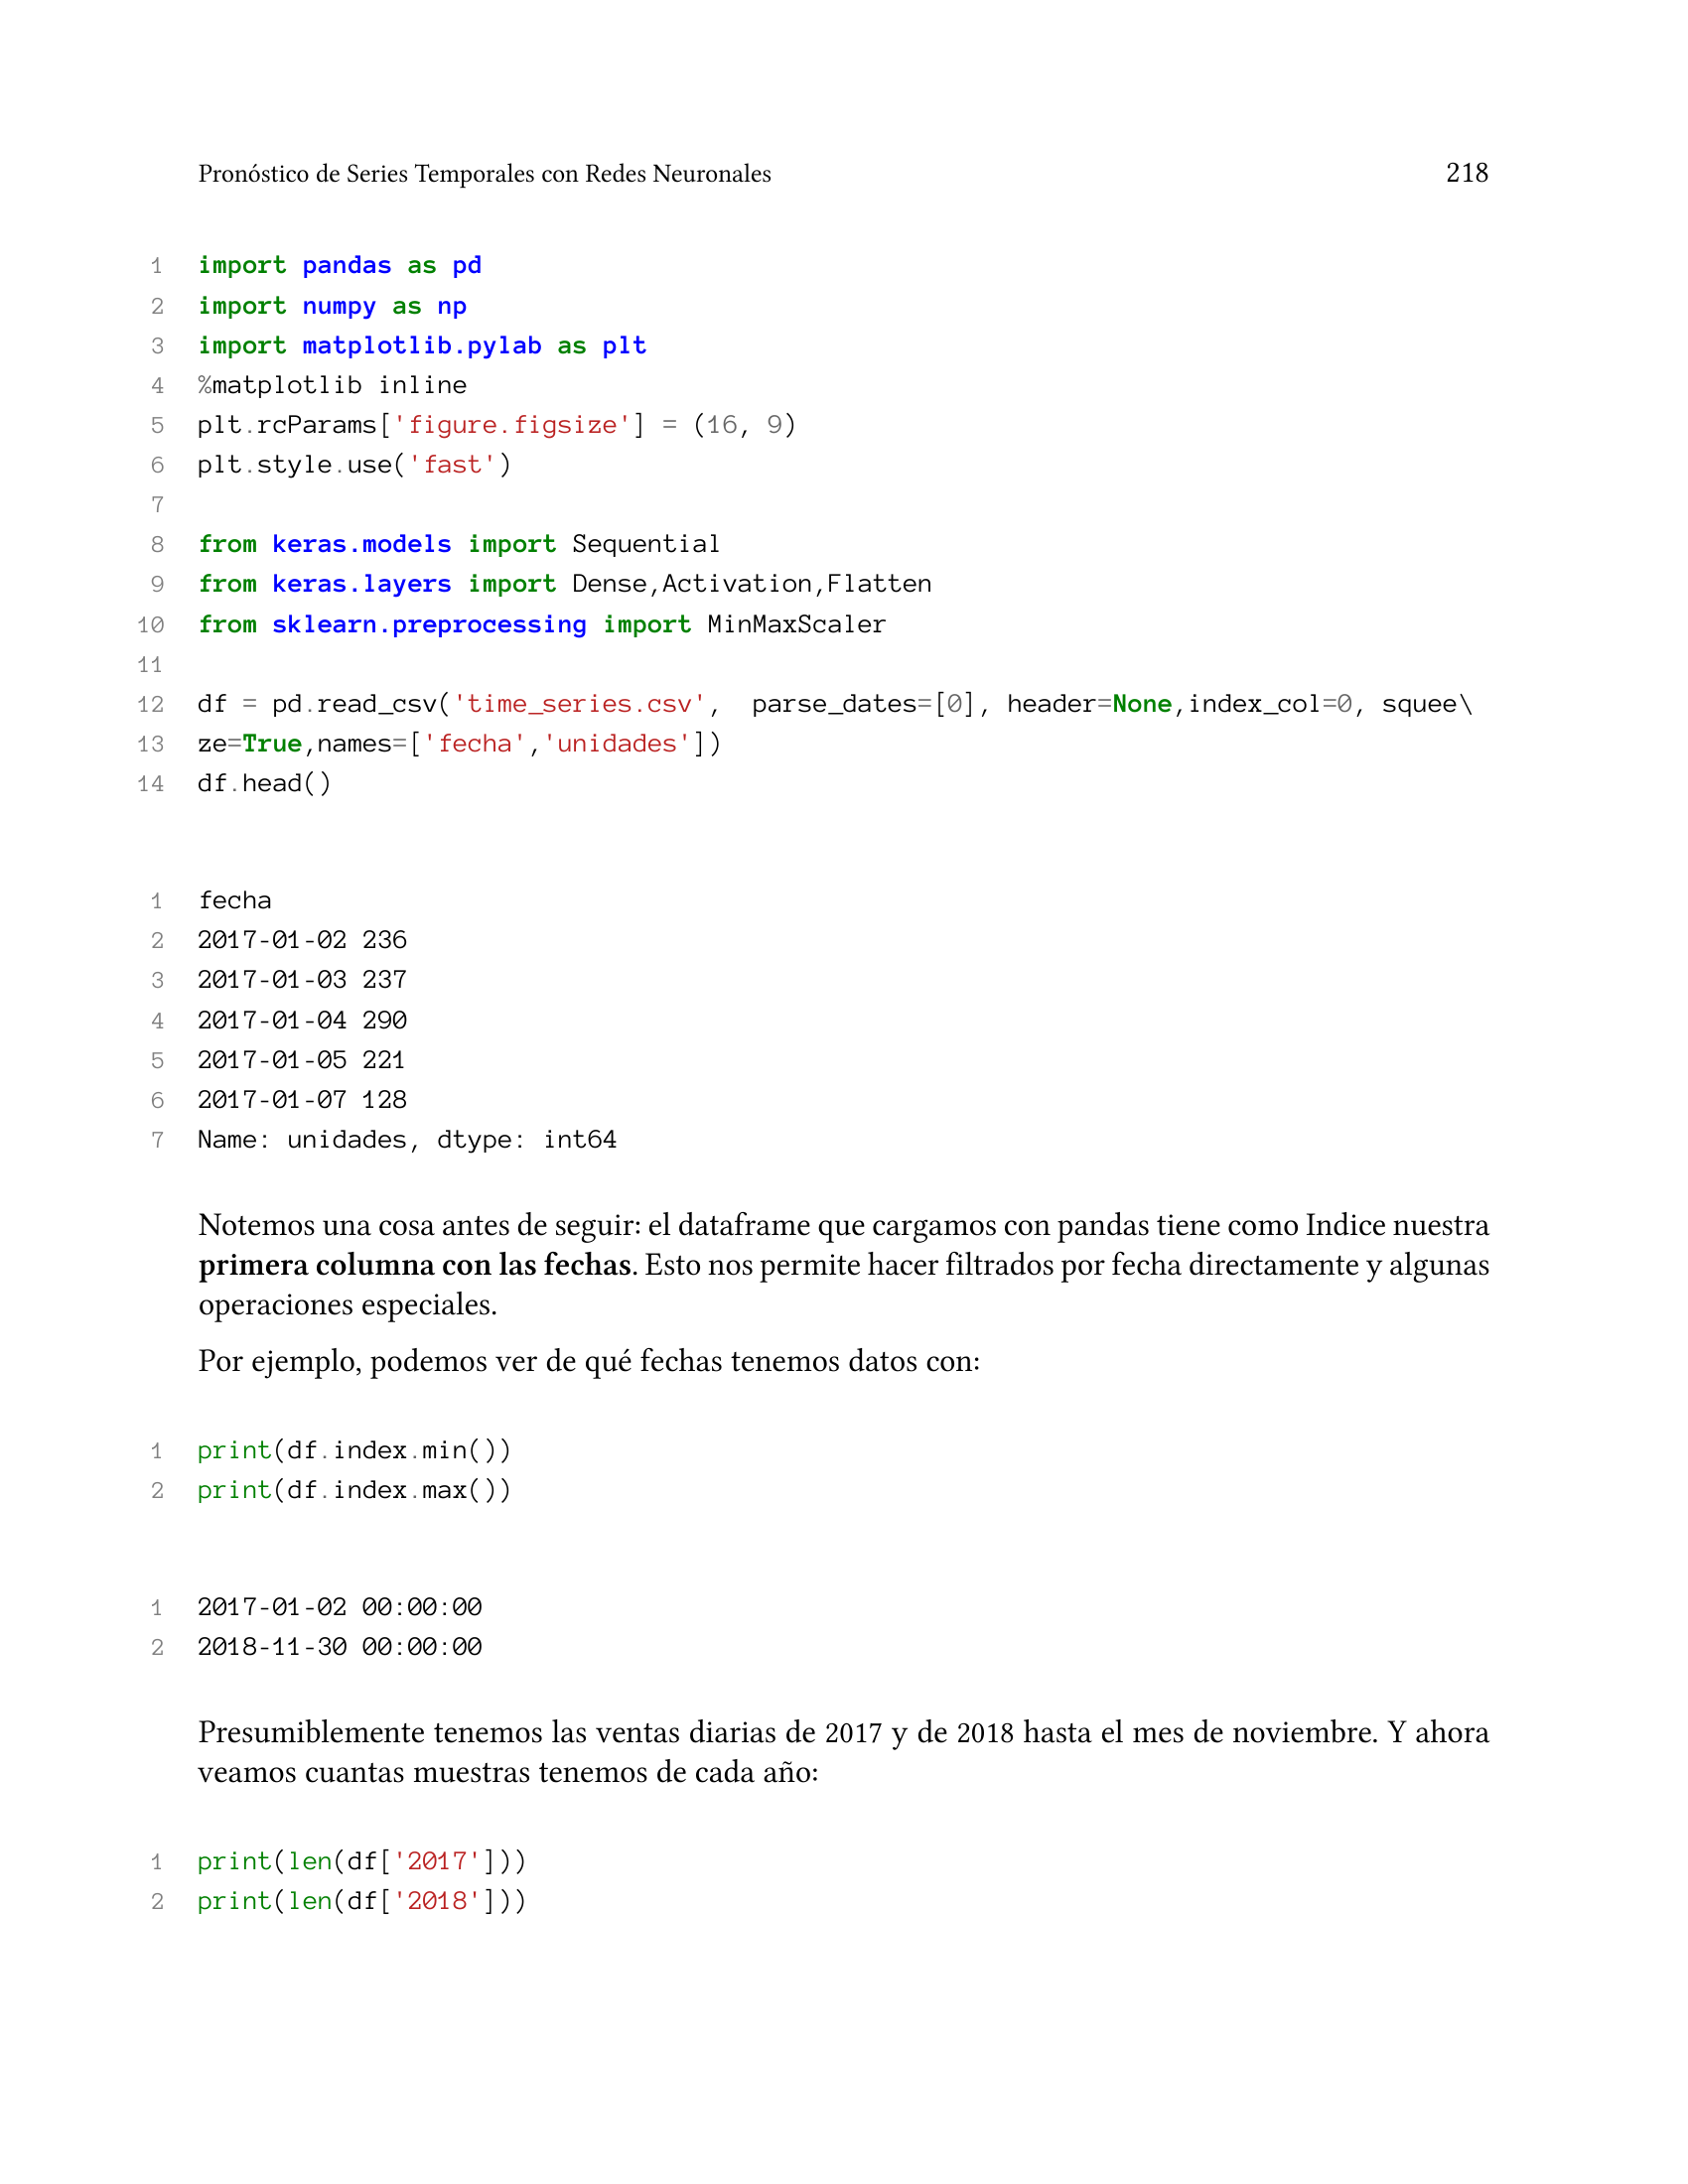 Pronóstico de Series Temporales con Redes Neuronales 218
1 import pandas as pd
2 import numpy as np
3 import matplotlib.pylab as plt
4 %matplotlib inline
5 plt.rcParams['figure.figsize'] = (16, 9)
6 plt.style.use('fast')
7
8 from keras.models import Sequential
9 from keras.layers import Dense,Activation,Flatten
10 from sklearn.preprocessing import MinMaxScaler
11
12 df = pd.read_csv('time_series.csv',  parse_dates=[0], header=None,index_col=0, squee\
13 ze=True,names=['fecha','unidades'])
14 df.head()
1 fecha
2 2017-01-02 236
3 2017-01-03 237
4 2017-01-04 290
5 2017-01-05 221
6 2017-01-07 128
7 Name: unidades, dtype: int64
Notemos una cosa antes de seguir: el dataframe que cargamos con pandas tiene como Indice nuestra
primera columna con las fechas. Esto nos permite hacer filtrados por fecha directamente y algunas
operaciones especiales.
Por ejemplo, podemos ver de qué fechas tenemos datos con:
1 print(df.index.min())
2 print(df.index.max())
1 2017-01-02 00:00:00
2 2018-11-30 00:00:00
Presumiblemente tenemos las ventas diarias de 2017 y de 2018 hasta el mes de noviembre. Y ahora
veamos cuantas muestras tenemos de cada año:
1 print(len(df['2017']))
2 print(len(df['2018']))